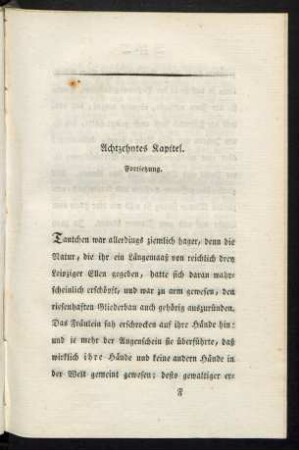 Achtzehntes Kapitel.
Fortsetzung.
Tantchen war allerdings ziemlich hager, denn die
Natur, die ihr ein Längenmaß von reichlich drey
Leipziger Ellen gegeben, hatte sich daran wahr-
scheinlich erschöpft, und war zu arm gewesen, den
riesenhaften Gliederbau auch gehörig auszuründen.
Das Fräulein sah erschrocken auf ihre Hände hin:
und je mehr der Augenschein sie überführte, daß
wirklich ihre Hände und keine andern Hände in
der Welt gemeint gewesen; desto gewaltiger er-